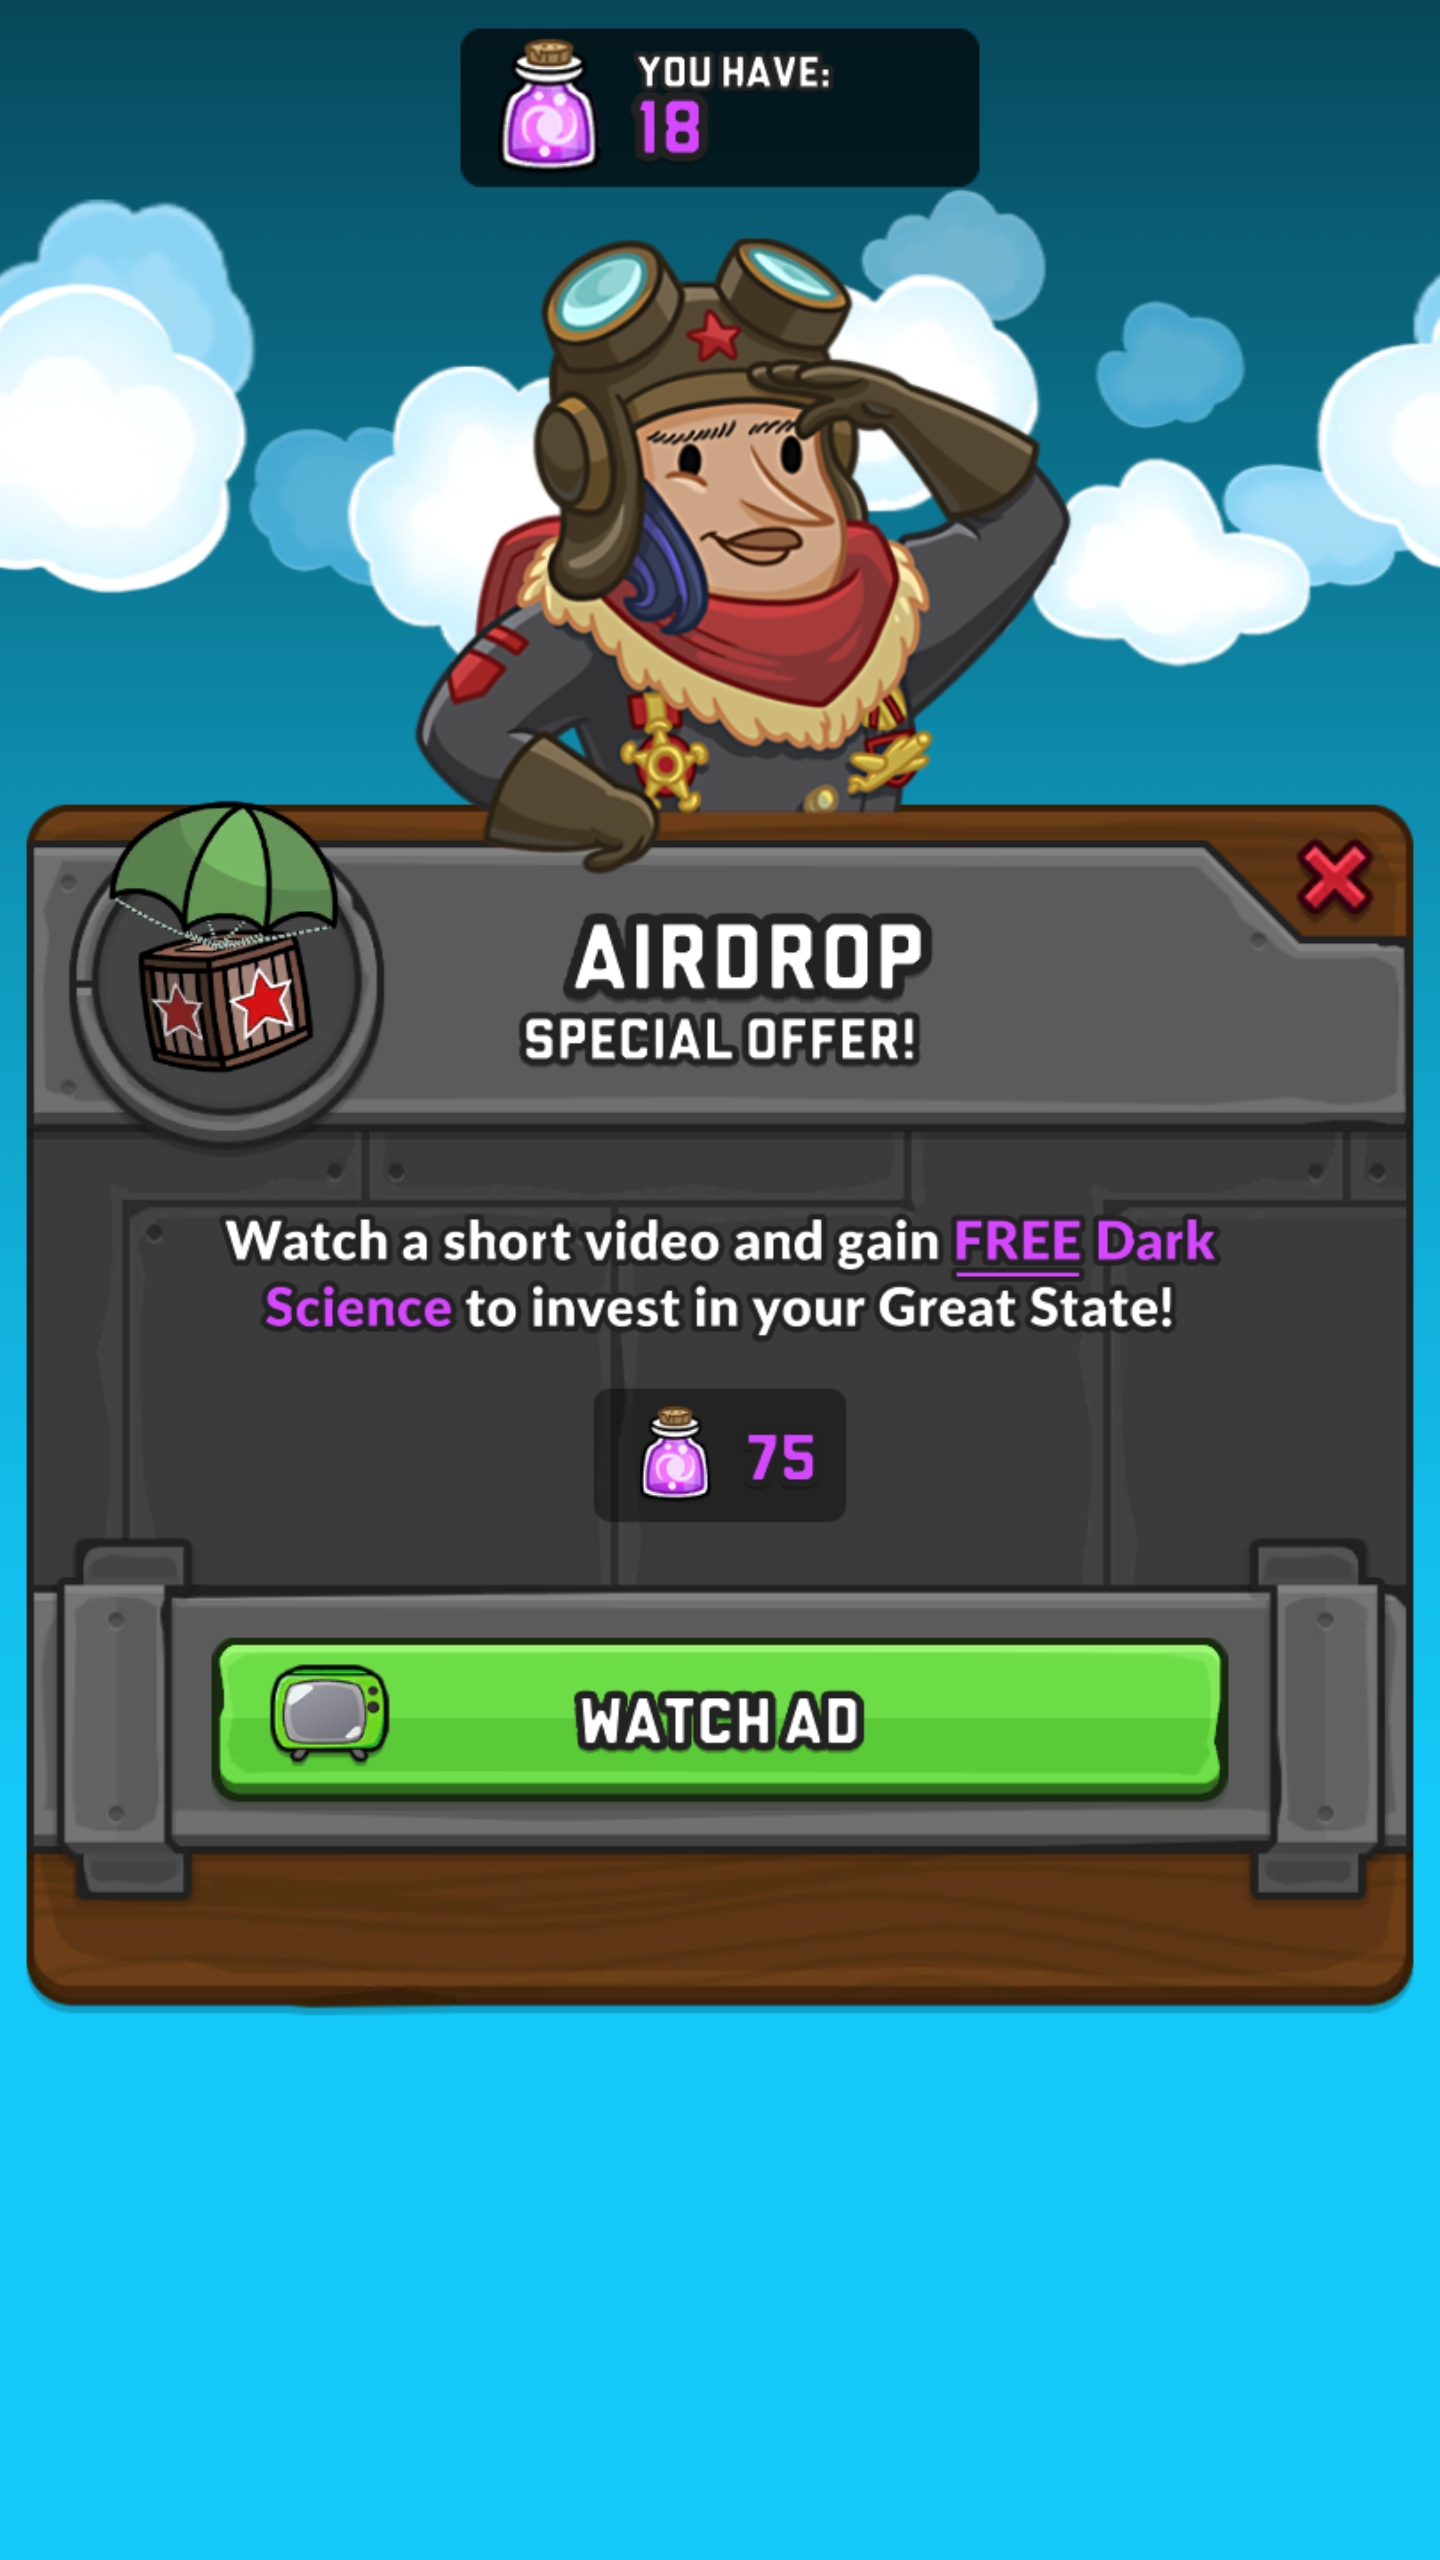 YOU HAVE:
18
AIRDROP
SPECIAL OFFER!
Watch a short video and gain FREE Dark
Science to invest in your Great State!
75
WATCH AD